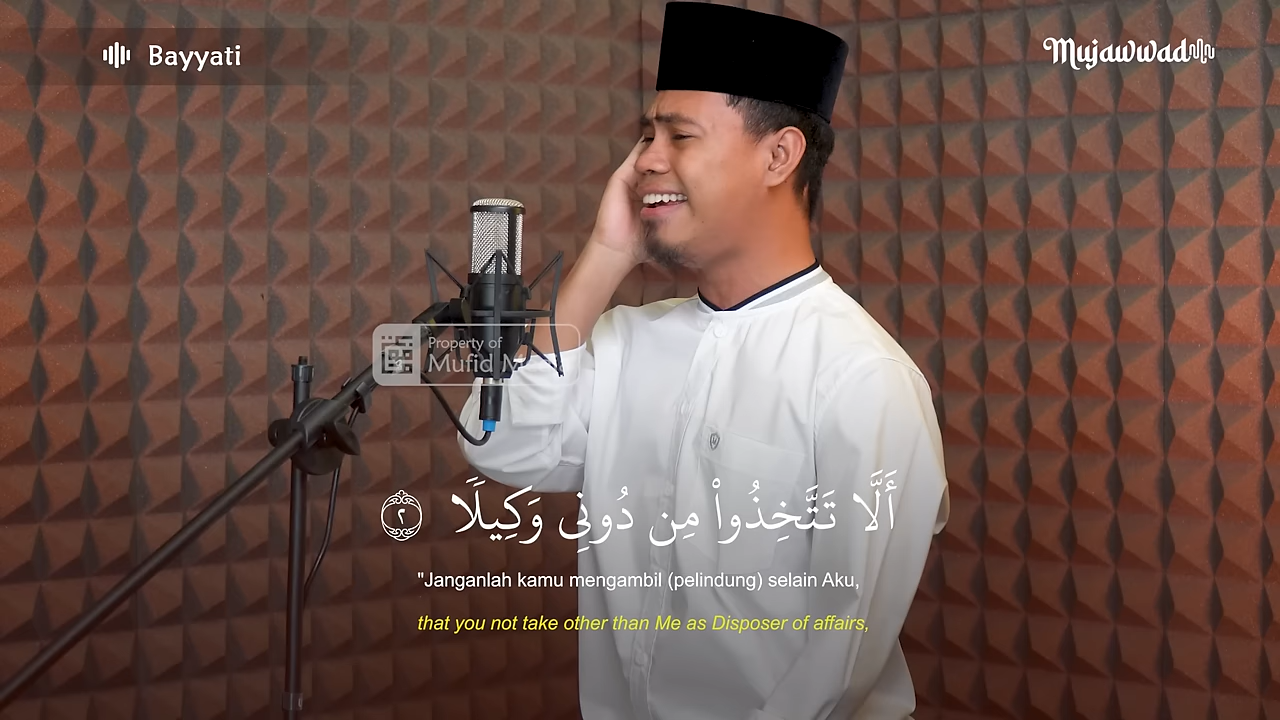 Bayyati
Mujawwad
Property of
Mufid M
أَلَّا تَتَّخِذُوا۟ مِن دُونِى وَكِيلًا ٢
"Janganlah kamu mengambil (pelindung) selain Aku,
that you not take other than Me as Disposer of affairs,